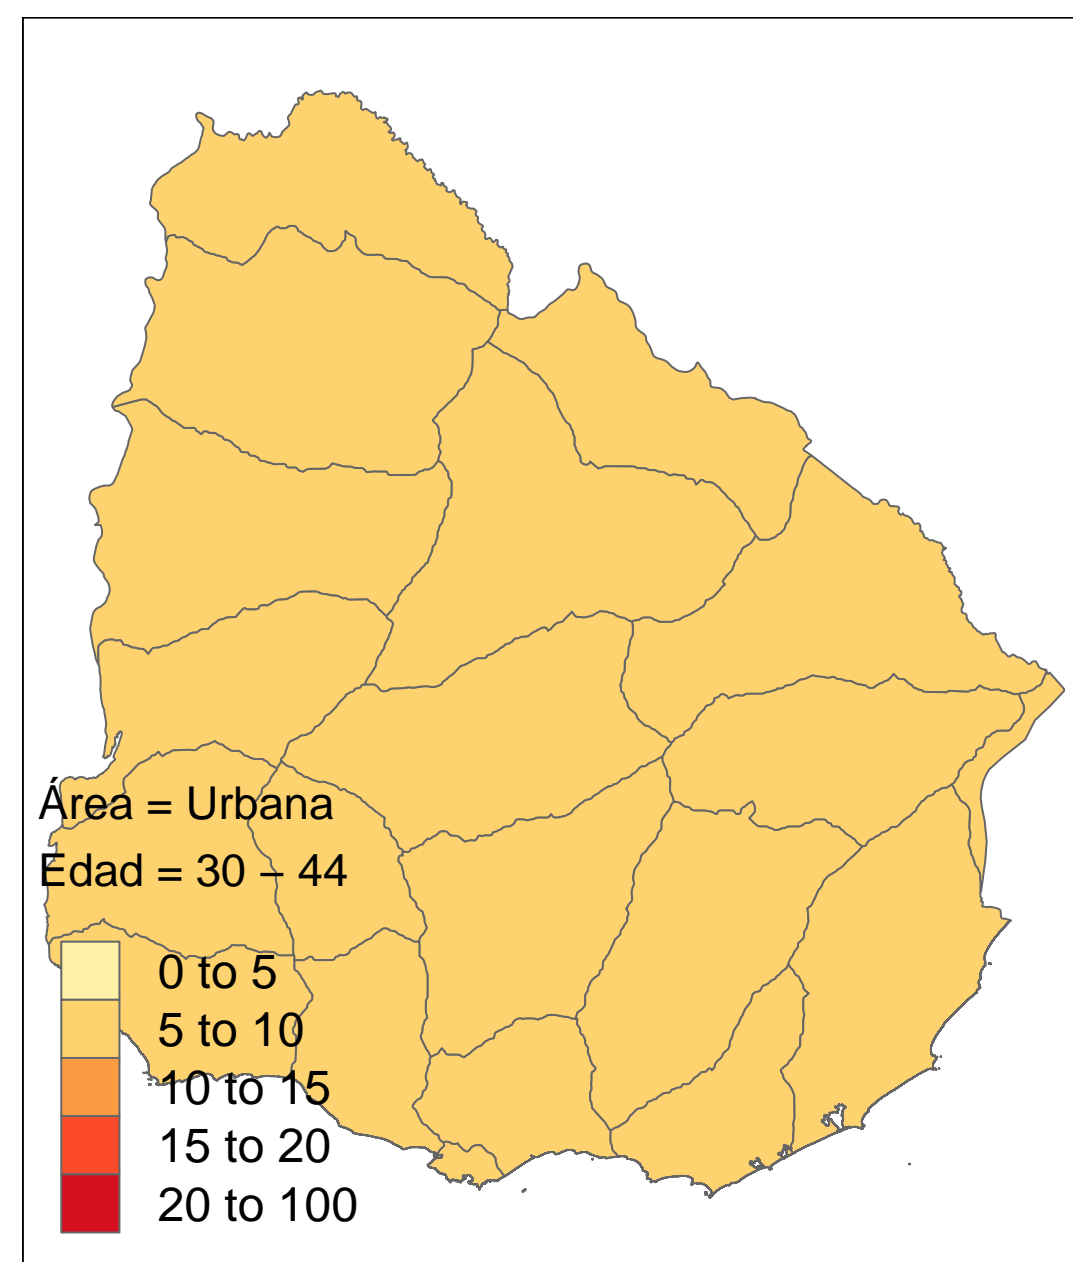 Área = Urbana
Edad = 30 – 44
0 to 5
5 to 10
10 to 15
15 to 20
20 to 100